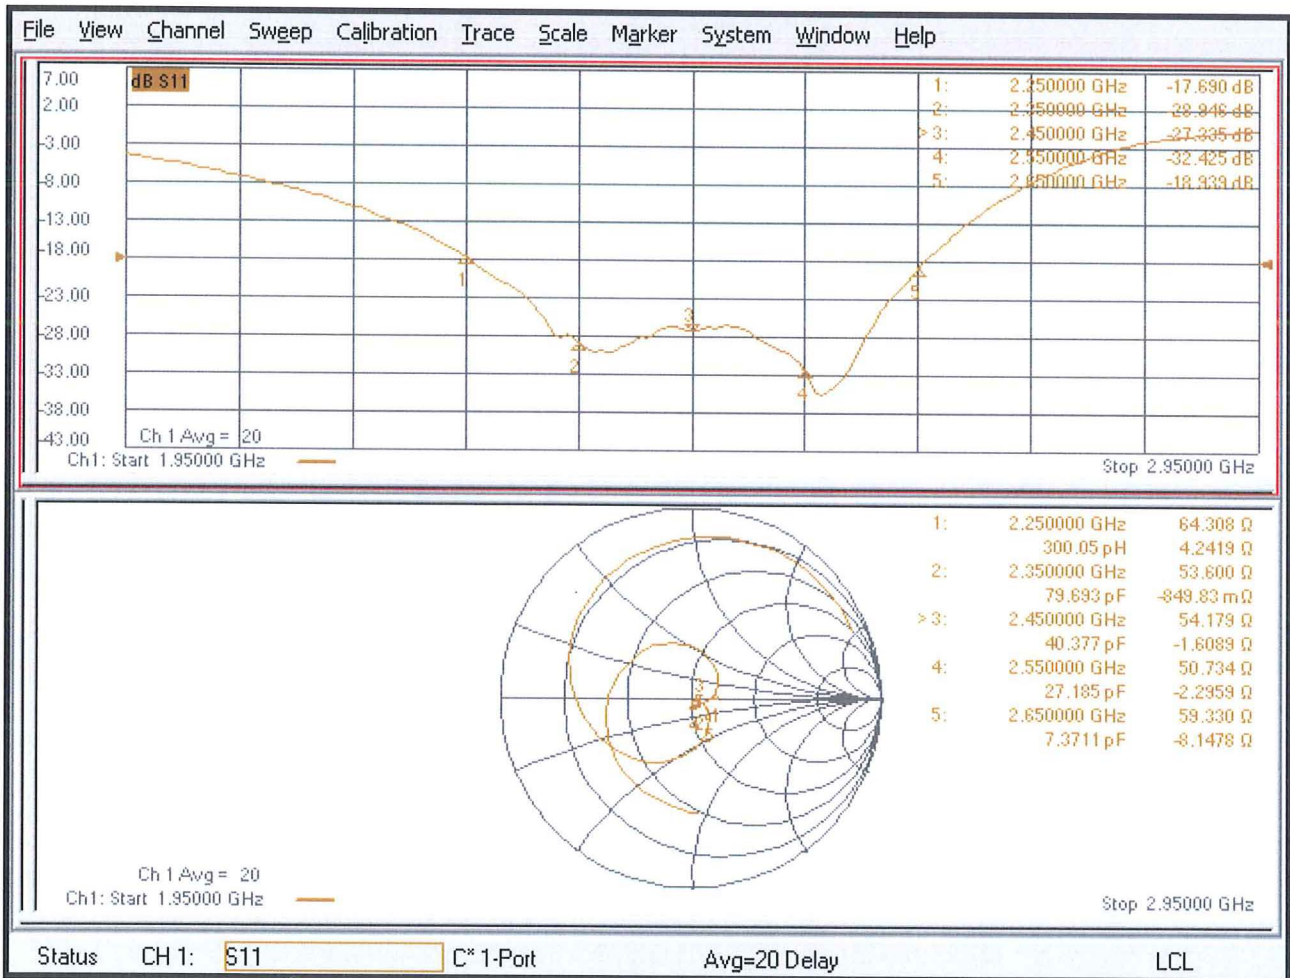 File View Channel Sweep Calibration Trace Scale Marker System Window Help
7.00
dB S11
2.00
-3.00
-8.00
-13.00
-18.00
-23.00
-28.00
-33.00
-38.00
-43.00
1: 2.250000 GHz -17.690 dB
2: 2.350000 GHz -28.946 dB
> 3: 2.450000 GHz -27.335 dB
4: 2.550000 GHz -32.425 dB
5: 2.650000 GHz -18.939 dB
1
2
3
4
5
Ch 1 Avg = 20
Ch1: Start 1.95000 GHz
Stop 2.95000 GHz
1: 2.250000 GHz 64.308 Ω
300.05 pH 4.2419 Ω
2: 2.350000 GHz 53.600 Ω
79.693 pF -849.83 mΩ
> 3: 2.450000 GHz 54.179 Ω
40.377 pF -1.6089 Ω
4: 2.550000 GHz 50.734 Ω
27.185 pF -2.2959 Ω
5: 2.650000 GHz 59.330 Ω
7.3711 pF -8.1478 Ω
Ch 1 Avg = 20
Ch1: Start 1.95000 GHz
Stop 2.95000 GHz
Status CH 1: S11 C* 1-Port Avg=20 Delay LCL